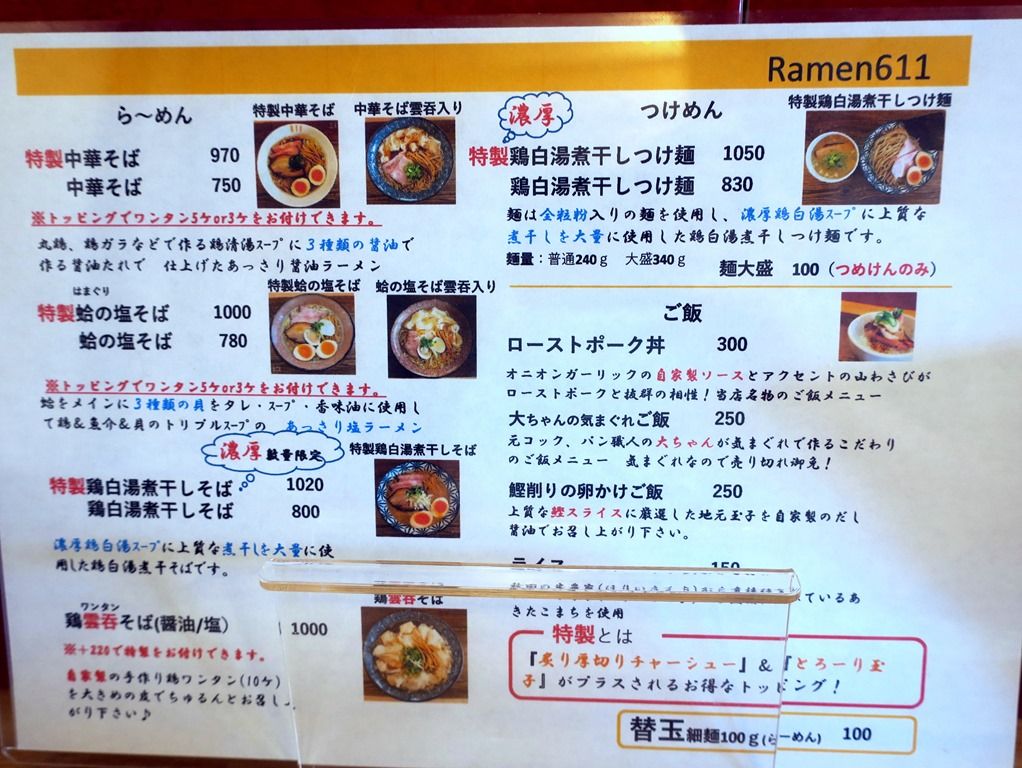 Ramen611
ら～めん
特製中華そば 970
中華そば 750
特製中華そば
中華そば雲呑入り
※トッピングでワンタン5ケor3ケをお付けできます。
丸鶏、鶏ガラなどで作る鶏清湯スープに3種類の醤油で
作る醤油たれで 仕上げたあっさり醤油ラーメン
はまぐり
特製蛤の塩そば 1000
蛤の塩そば 780
特製蛤の塩そば
蛤の塩そば雲呑入り
※トッピングでワンタン5ケor3ケをお付けできます。
蛤をメインに3種類の貝をタレ・スープ・香味油に使用し
て鶏&魚介&貝のトリプルスープの あっさり塩ラーメン
濃厚 数量限定
特製鶏白湯煮干しそば
特製鶏白湯煮干しそば 1020
鶏白湯煮干しそば 800
濃厚鶏白湯スープに上質な煮干しを大量に使
用した鶏白湯煮干そばです。
鶏雲呑そば
ワンタン
鶏雲呑そば(醤油/塩) 1000
※+220で特製をお付けできます。
自家製の手作り鶏ワンタン(10ケ)
を大きめの皮でちゅるんとお召し
がり下さい♪
濃厚
つけめん
特製鶏白湯煮干しつけ麺
特製鶏白湯煮干しつけ麺 1050
鶏白湯煮干しつけ麺 830
麺は全粒粉入りの麺を使用し、濃厚鶏白湯スープに上質な
煮干しを大量に使用した鶏白湯煮干しつけ麺です。
麺量：普通240g 大盛340g
麺大盛 100（つめけんのみ）
ご飯
ローストポーク丼 300
オニオンガーリックの自家製ソースとアクセントの山わさびが
ローストポークと抜群の相性！当店名物のご飯メニュー
大ちゃんの気まぐれご飯 250
元コック、パン職人の大ちゃんが気まぐれで作るこだわり
のご飯メニュー 気まぐれなので売り切れ御免！
鰹削りの卵かけご飯 250
上質な鰹スライスに厳選した地元玉子を自家製のだし
醤油でお召し上がり下さい。
ライス 150
ているあ
きたこまちを使用
特製とは
『炙り厚切りチャーシュー』&『とろーり玉
子』がプラスされるお得なトッピング！
替玉 細麺100g(らーめん) 100